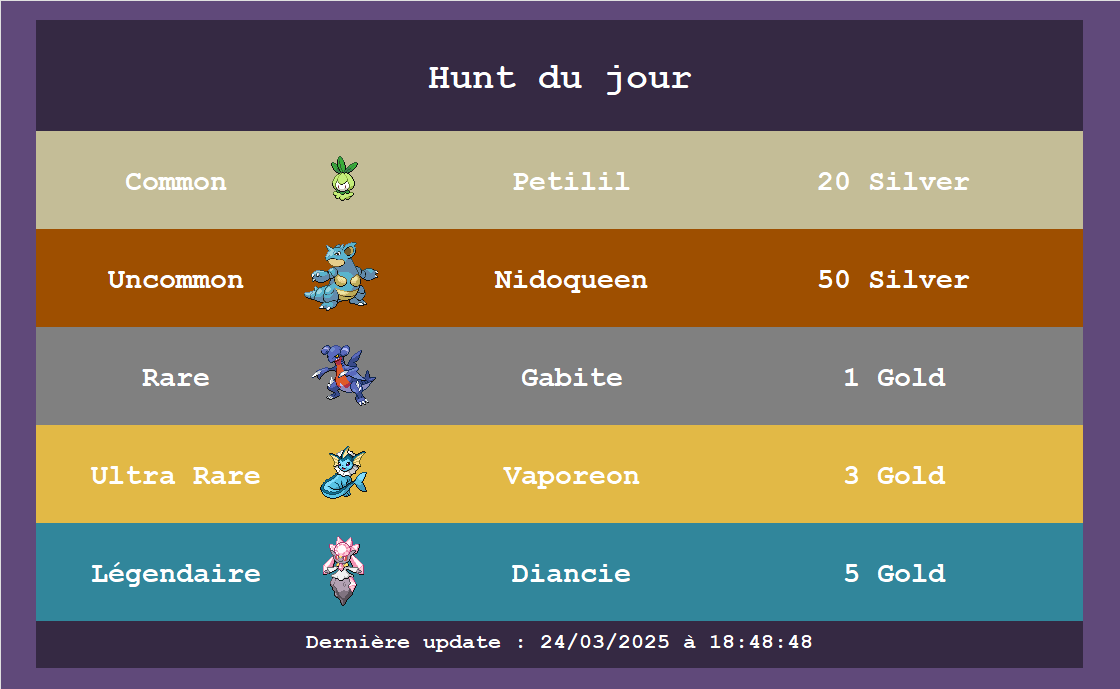 Hunt du jour
Common Petilil 20 Silver
Uncommon Nidoqueen 50 Silver
Rare Gabite 1 Gold
Ultra Rare Vaporeon 3 Gold
Légendaire Diancie 5 Gold
Dernière update : 24/03/2025 à 18:48:48